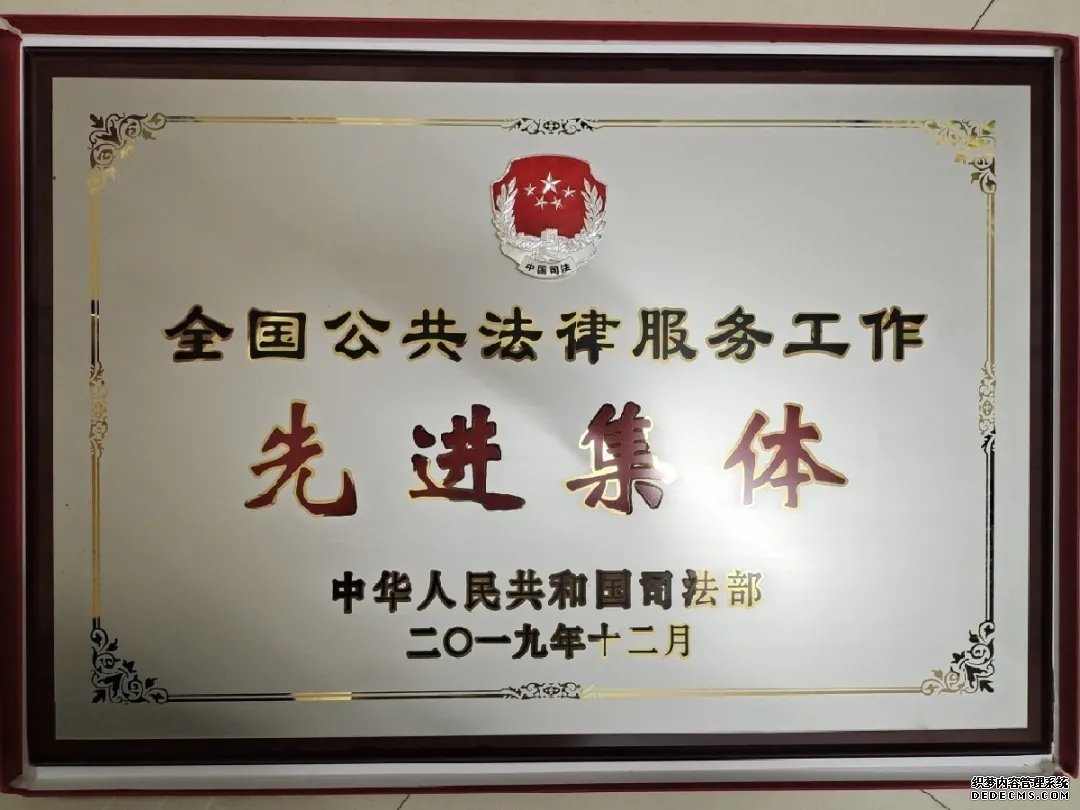 中国司法
全国公共法律服务工作
先进集体
中华人民共和国司法部
二〇一九年十二月
织梦内容管理系统
DEDECMS.COM